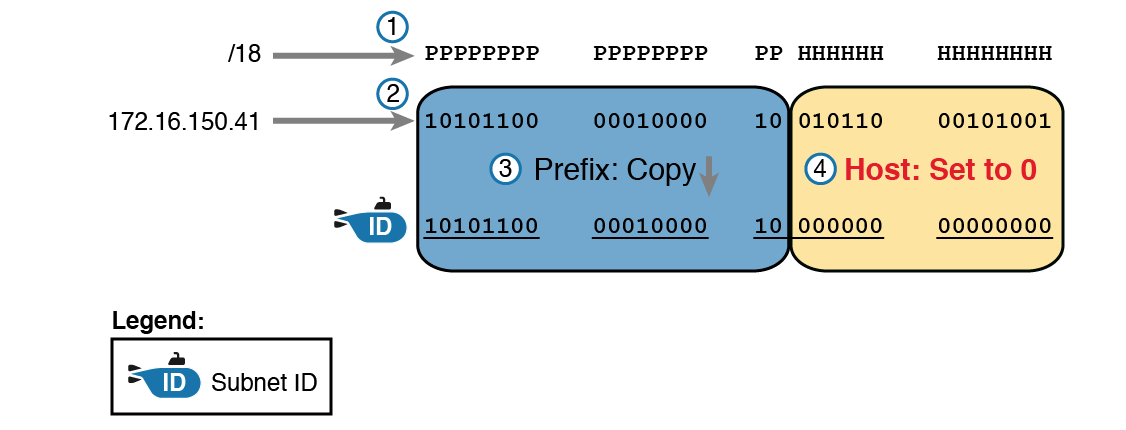 1
/18 PPPPPPPP PPPPPPPP PP HHHHHH HHHHHHHH
2
172.16.150.41 10101100 00010000 10 010110 00101001
3 Prefix: Copy 4 Host: Set to 0
ID 10101100 00010000 10 000000 00000000
Legend:
ID Subnet ID